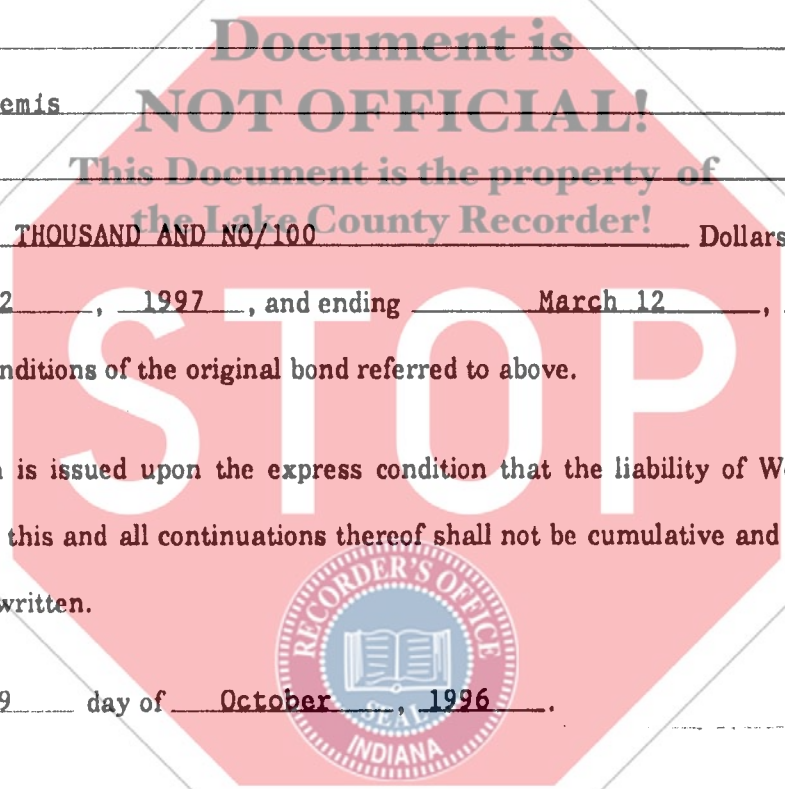 Document is
emis
NOT OFFICIAL!
This Document is the property of
the Lake County Recorder!
THOUSAND AND NO/100 Dollars
2, 1997, and ending March 12,
nditions of the original bond referred to above.
STOP
is issued upon the express condition that the liability of We
this and all continuations thereof shall not be cumulative and
written.
9 day of October, 1996.
RECORDER'S OFFICE
SEAL
INDIANA